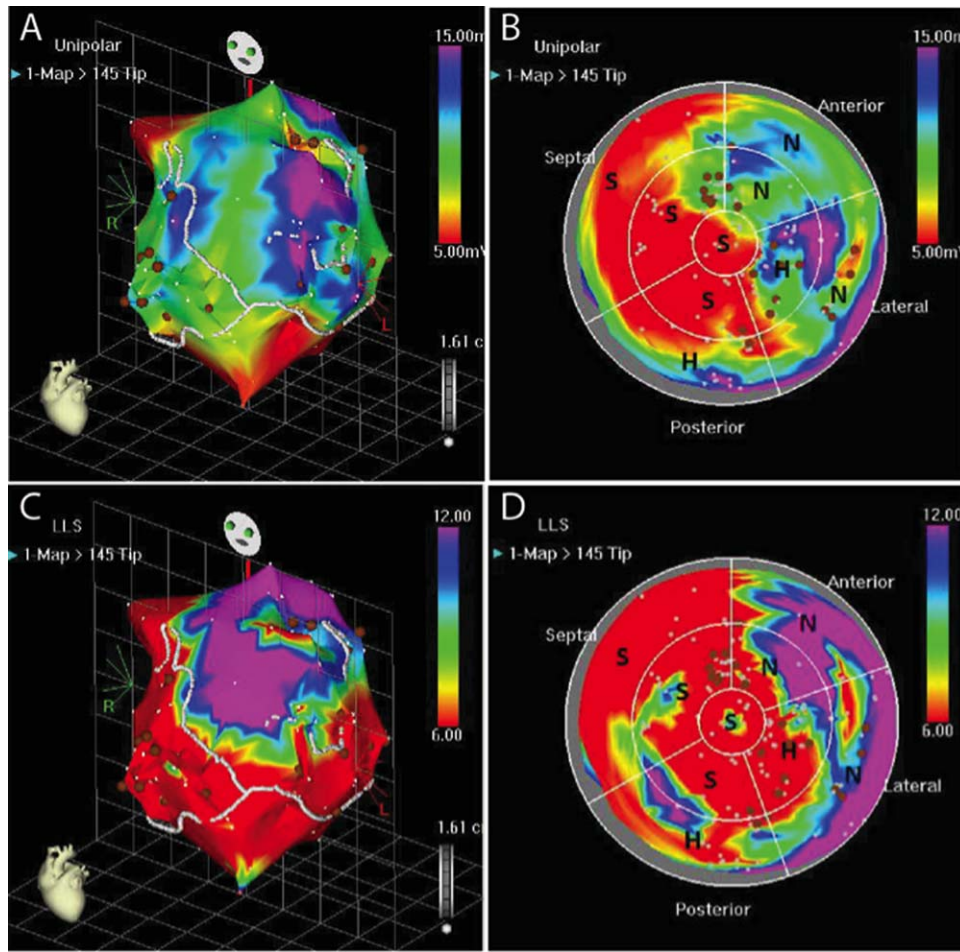 A
Unipolar
1-Map > 145 Tip
15.00m
5.00mV
R
L
1.61 c
B
Unipolar
1-Map > 145 Tip
15.00
5.00mV
Anterior
Septal
Lateral
Posterior
N
S
N
S
S
H
S
N
H
C
LLS
1-Map > 145 Tip
12.00
6.00
R
L
1.61 c
D
LLS
1-Map > 145 Tip
12.00
6.00
Anterior
Septal
Lateral
Posterior
N
S
N
S
S
H
S
N
H